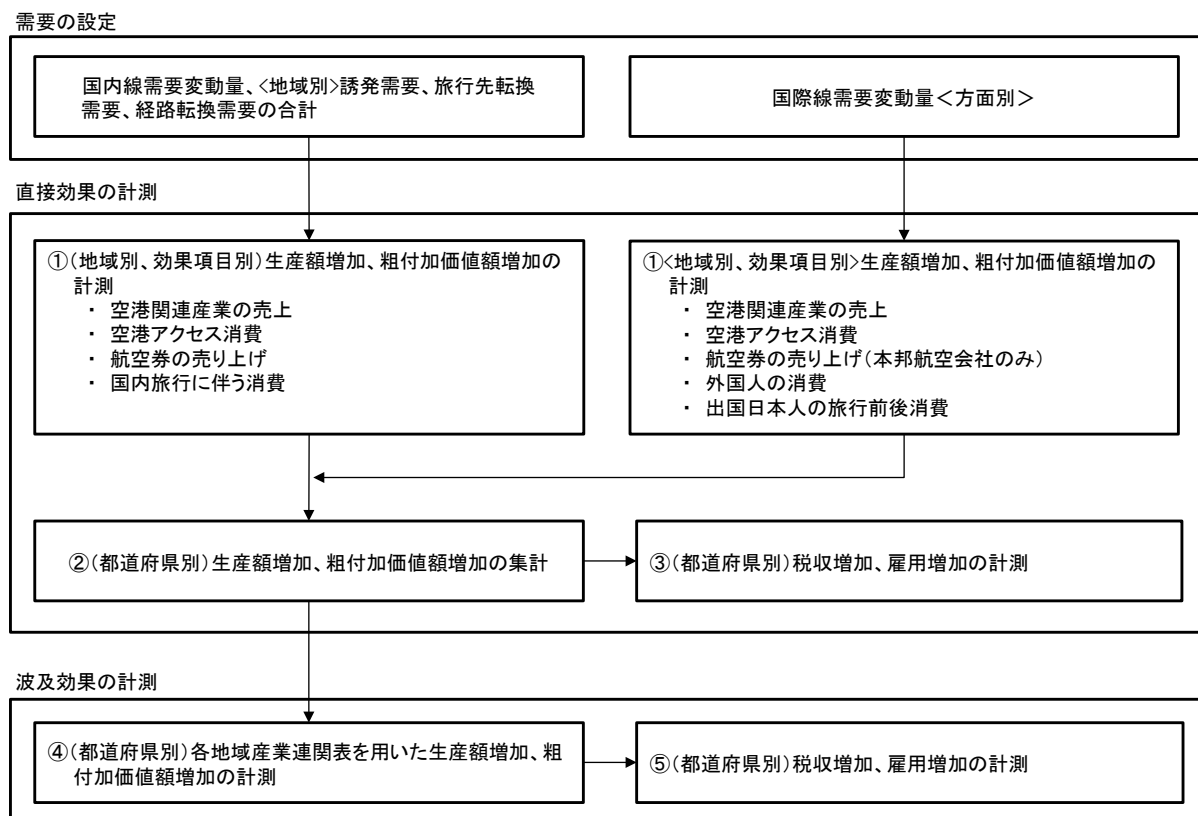 需要の設定
国内線需要変動量、<地域別>誘発需要、旅行先転換
需要、経路転換需要の合計
国際線需要変動量＜方面別＞
直接効果の計測
①(地域別、効果項目別)生産額増加、粗付加価値額増加の
計測
・ 空港関連産業の売上
・ 空港アクセス消費
・ 航空券の売り上げ
・ 国内旅行に伴う消費
①<地域別、効果項目別>生産額増加、粗付加価値額増加の
計測
・ 空港関連産業の売上
・ 空港アクセス消費
・ 航空券の売り上げ(本邦航空会社のみ)
・ 外国人の消費
・ 出国日本人の旅行前後消費
②(都道府県別)生産額増加、粗付加価値額増加の集計
③(都道府県別)税収増加、雇用増加の計測
波及効果の計測
④(都道府県別)各地域産業連関表を用いた生産額増加、粗
付加価値額増加の計測
⑤(都道府県別)税収増加、雇用増加の計測